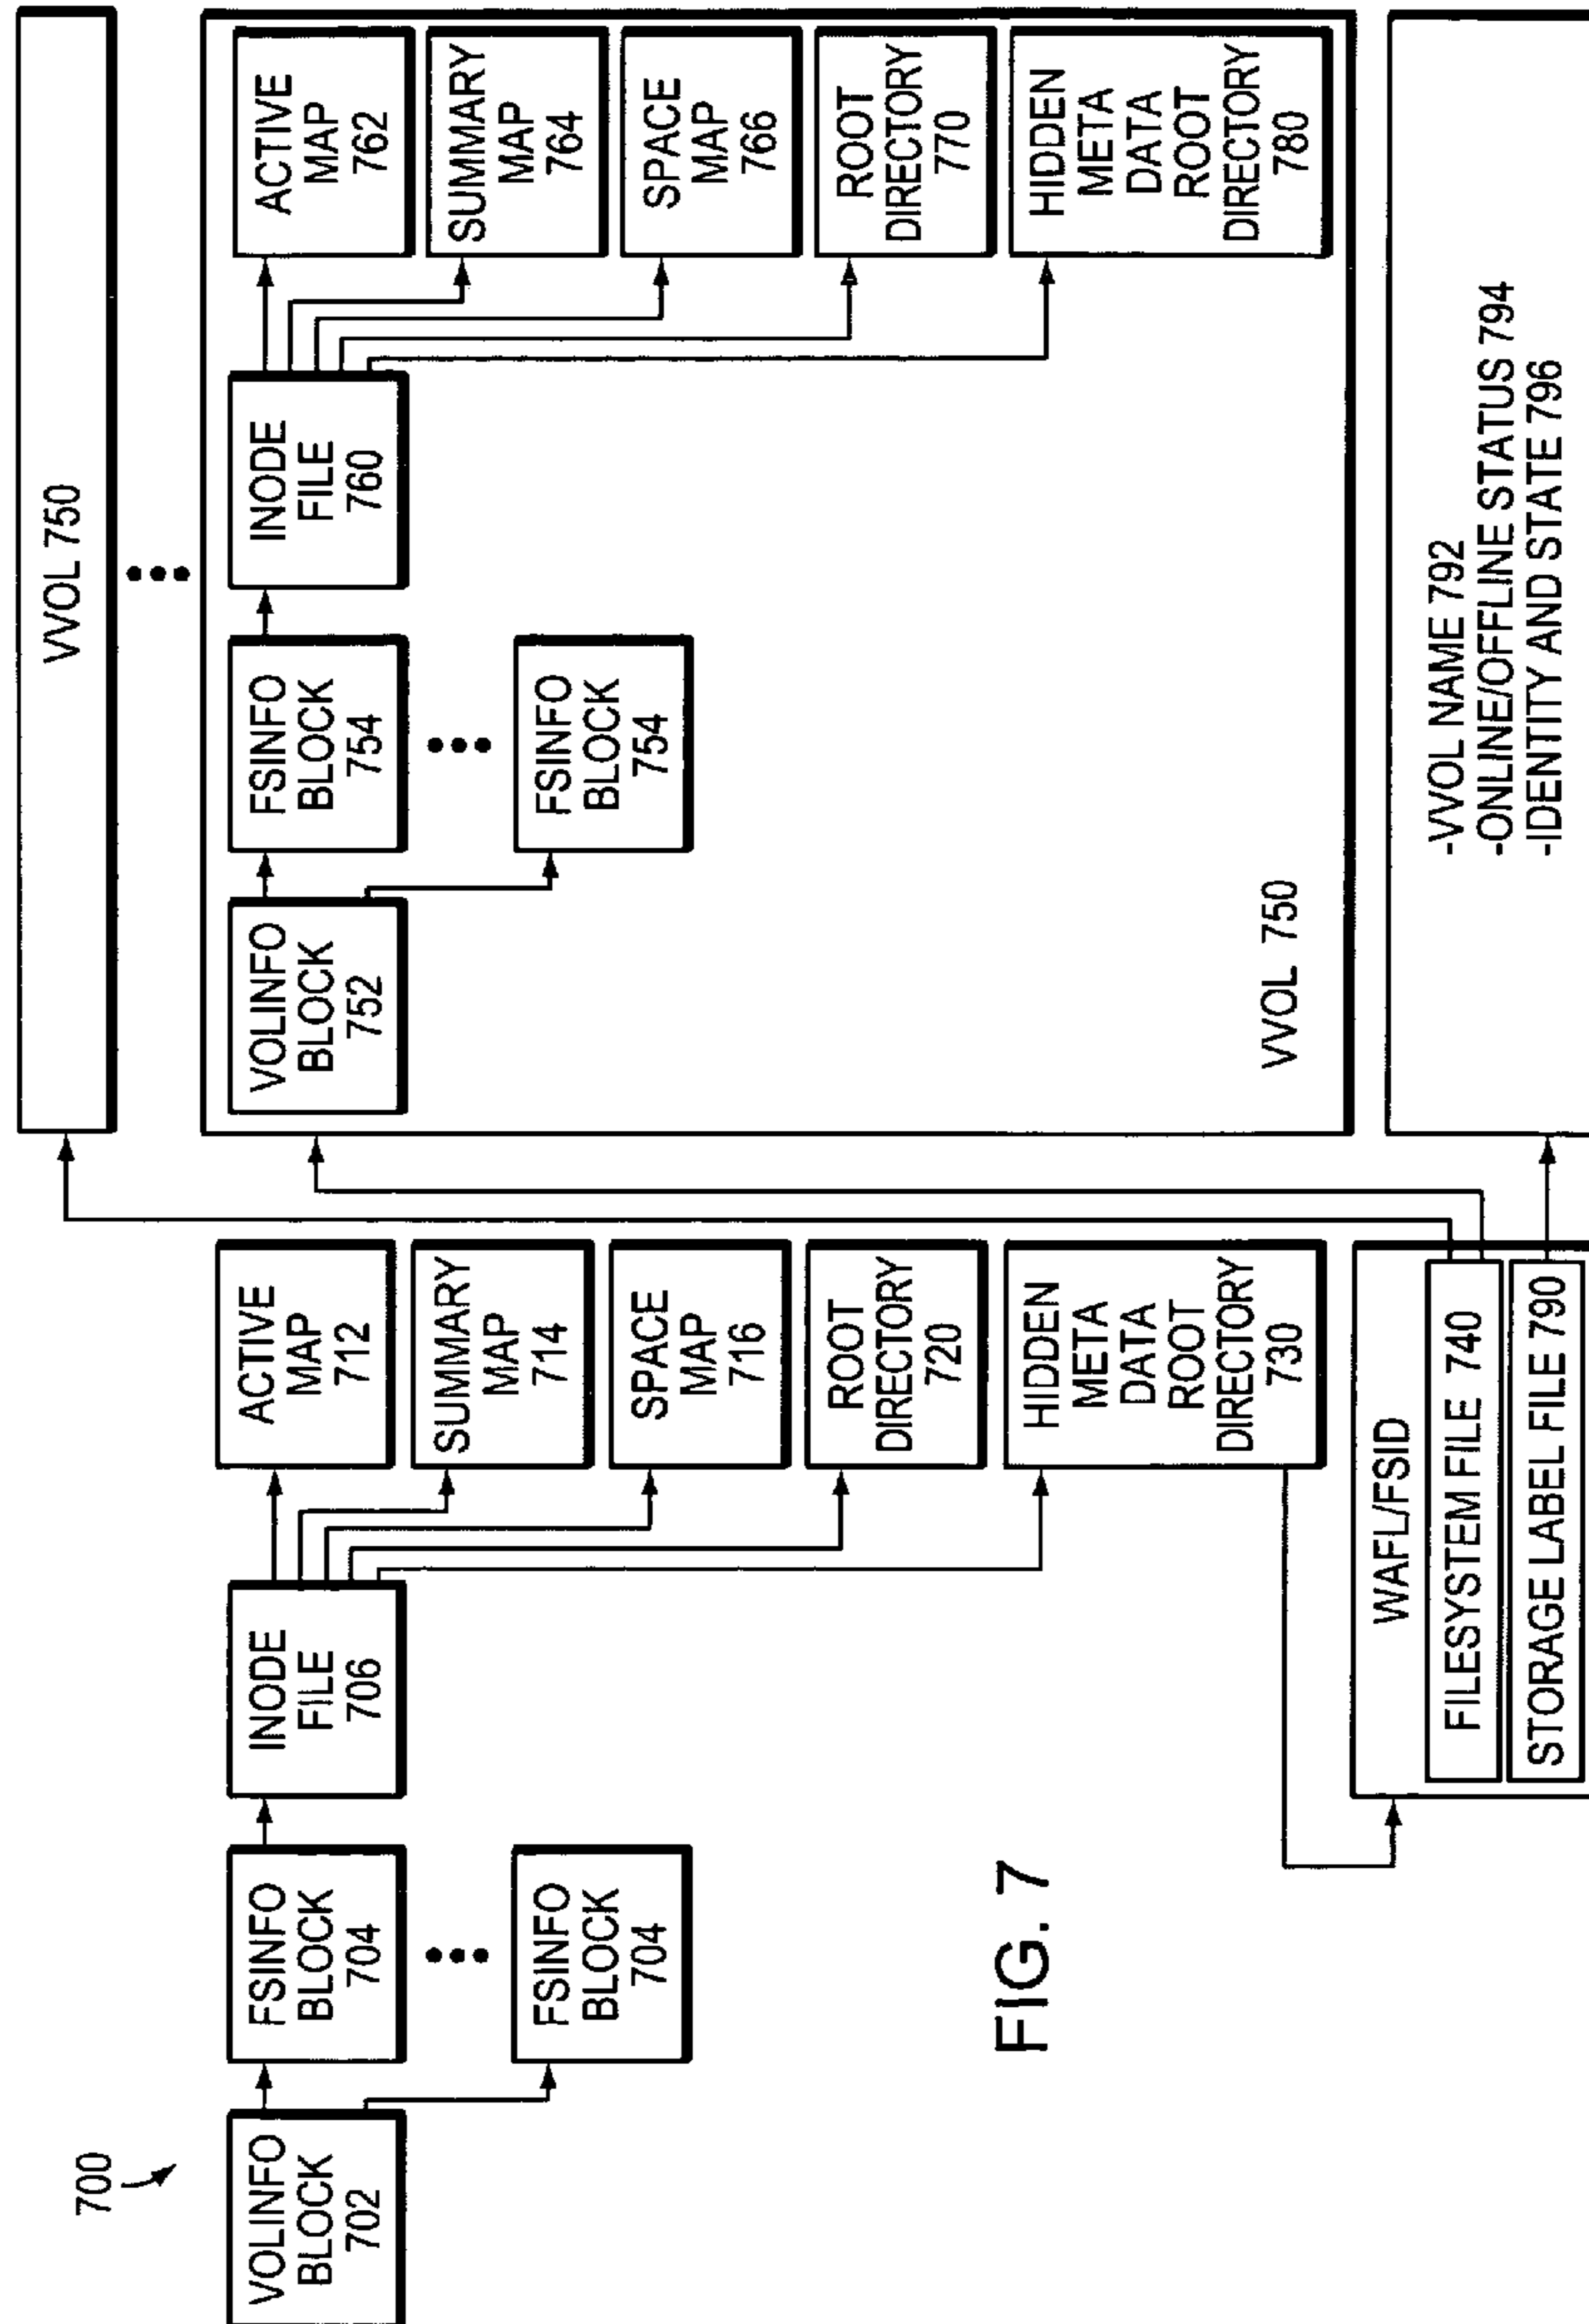 700
VOLINFO
BLOCK
702
FSINFO
BLOCK
704
FSINFO
BLOCK
704
INODE
FILE
706
ACTIVE
MAP
712
SUMMARY
MAP
714
SPACE
MAP
716
ROOT
DIRECTORY
720
HIDDEN
META
DATA
ROOT
DIRECTORY
730
WAFL/FSID
FILESYSTEM FILE 740
STORAGE LABEL FILE 790
FIG. 7
VVOL 750
VOLINFO
BLOCK
752
FSINFO
BLOCK
754
FSINFO
BLOCK
754
INODE
FILE
760
ACTIVE
MAP
762
SUMMARY
MAP
764
SPACE
MAP
766
ROOT
DIRECTORY
770
HIDDEN
META
DATA
ROOT
DIRECTORY
780
VVOL 750
-VVOL NAME 792
-ONLINE/OFFLINE STATUS 794
-IDENTITY AND STATE 796